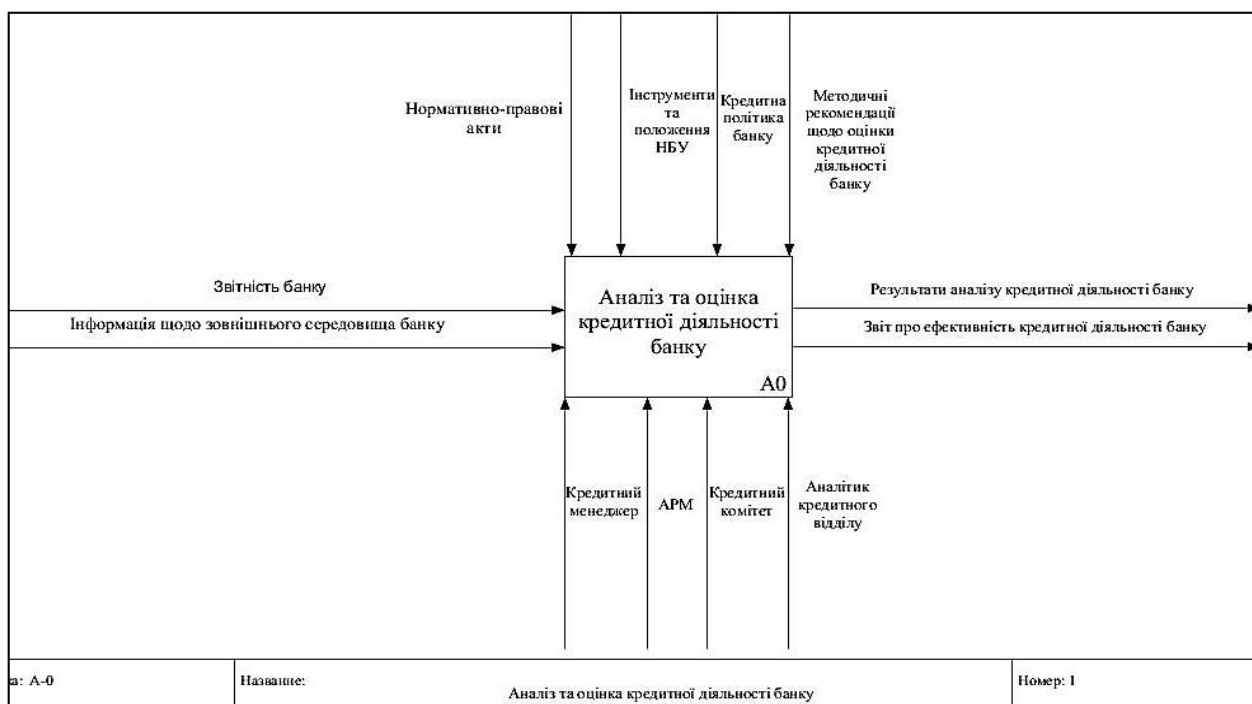 Нормативно-правові
акти
Інструменти
та
положення
НБУ
Кредитна
політика
банку
Методичні
рекомендації
щодо оцінки
кредитної
діяльності
банку
Звітність банку
Інформація щодо зовнішнього середовища банку
Аналіз та оцінка
кредитної діяльності
банку
А0
Результати аналізу кредитної діяльності банку
Звіт про ефективність кредитної діяльності банку
Кредитний
менеджер
АРМ
Кредитний
комітет
Аналітик
кредитного
відділу
ка: А-0
Название:
Аналіз та оцінка кредитної діяльності банку
Номер: 1